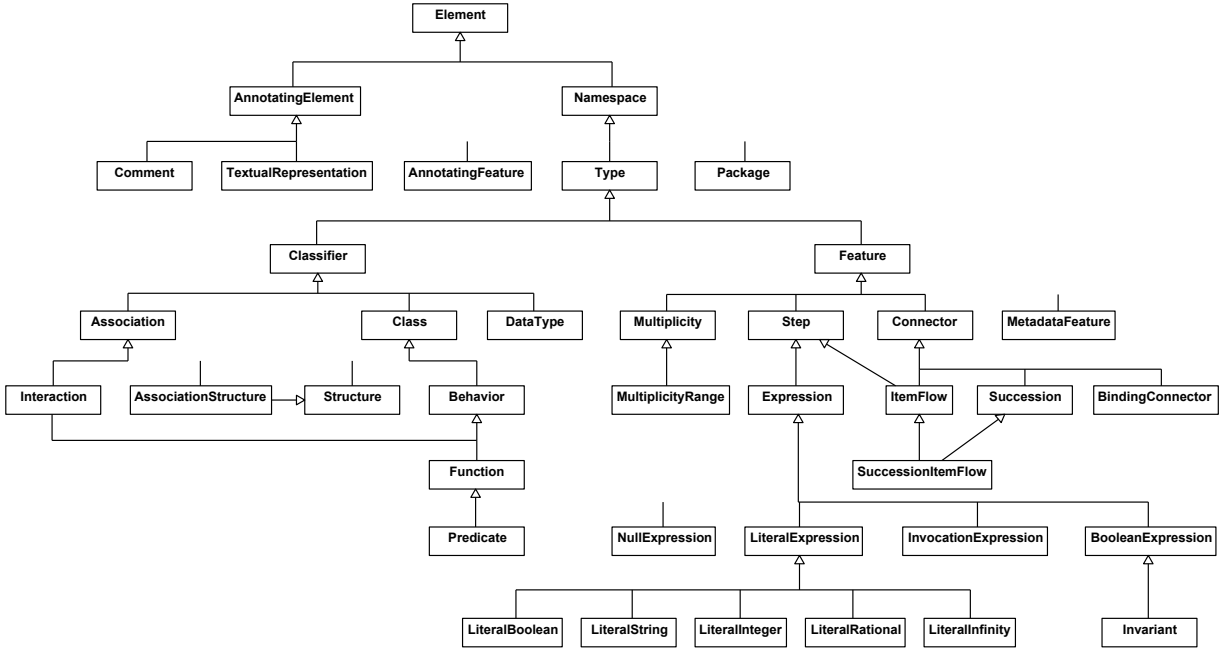 Element
AnnotatingElement
Namespace
Comment
TextualRepresentation
AnnotatingFeature
Type
Package
Classifier
Feature
Association
Class
DataType
Multiplicity
Step
Connector
MetadataFeature
Interaction
AssociationStructure
Structure
Behavior
MultiplicityRange
Expression
ItemFlow
Succession
BindingConnector
Function
SuccessionItemFlow
Predicate
NullExpression
LiteralExpression
InvocationExpression
BooleanExpression
LiteralBoolean
LiteralString
LiteralInteger
LiteralRational
LiteralInfinity
Invariant